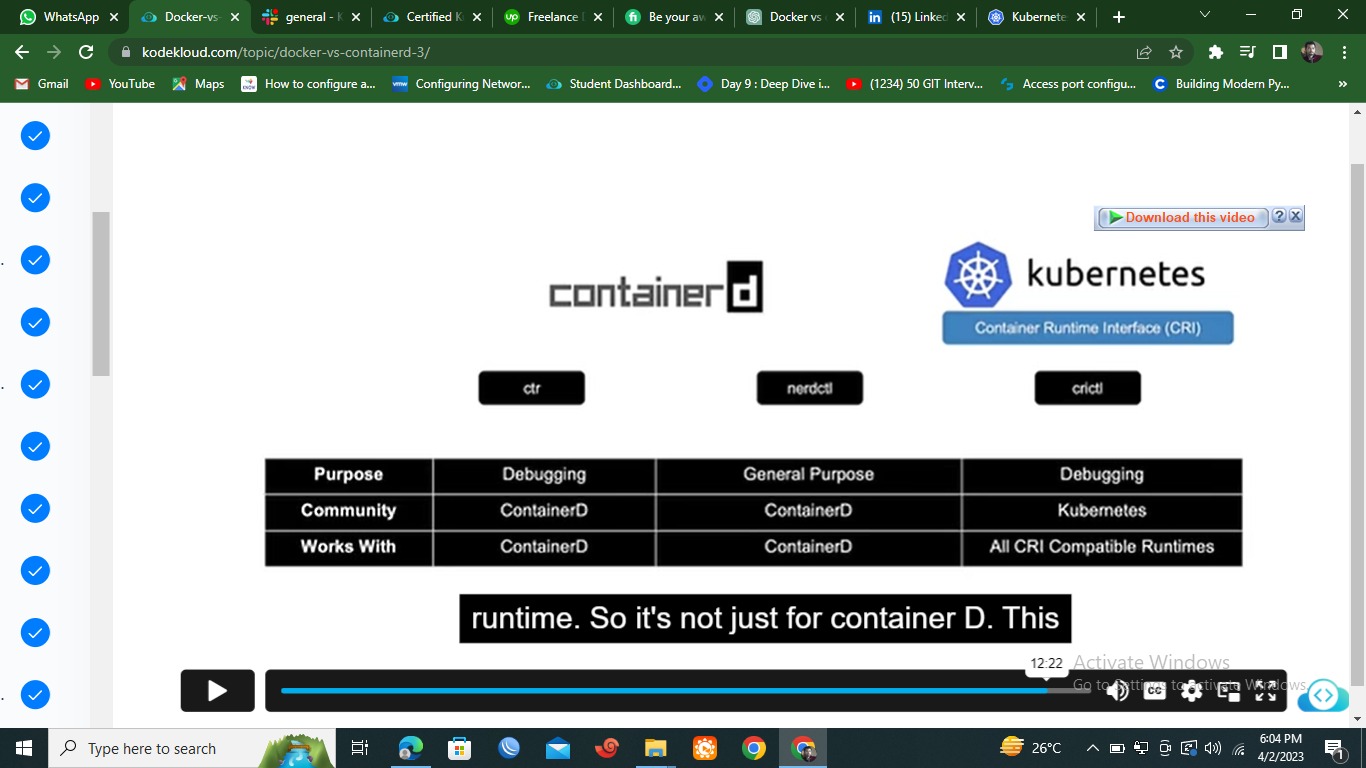 WhatsApp
Docker-vs-
general - K
Certified K
Freelance
Be your aw
Docker vs
(15) Linked
Kubernete
kodekloud.com/topic/docker-vs-containerd-3/
Gmail
YouTube
Maps
How to configure a...
Configuring Networ...
Student Dashboard...
Day 9 : Deep Dive i...
(1234) 50 GIT Interv...
Access port configu...
Building Modern Py...
»
Download this video
? X
containerd
kubernetes
Container Runtime Interface (CRI)
ctr
nerdctl
crictl
Purpose Debugging General Purpose Debugging
Community ContainerD ContainerD Kubernetes
Works With ContainerD ContainerD All CRI Compatible Runtimes
runtime. So it's not just for container D. This
12:22
Activate Windows
Go to Settings to activate Windows.
CC
Type here to search
26°C
6:04 PM
4/2/2023
1